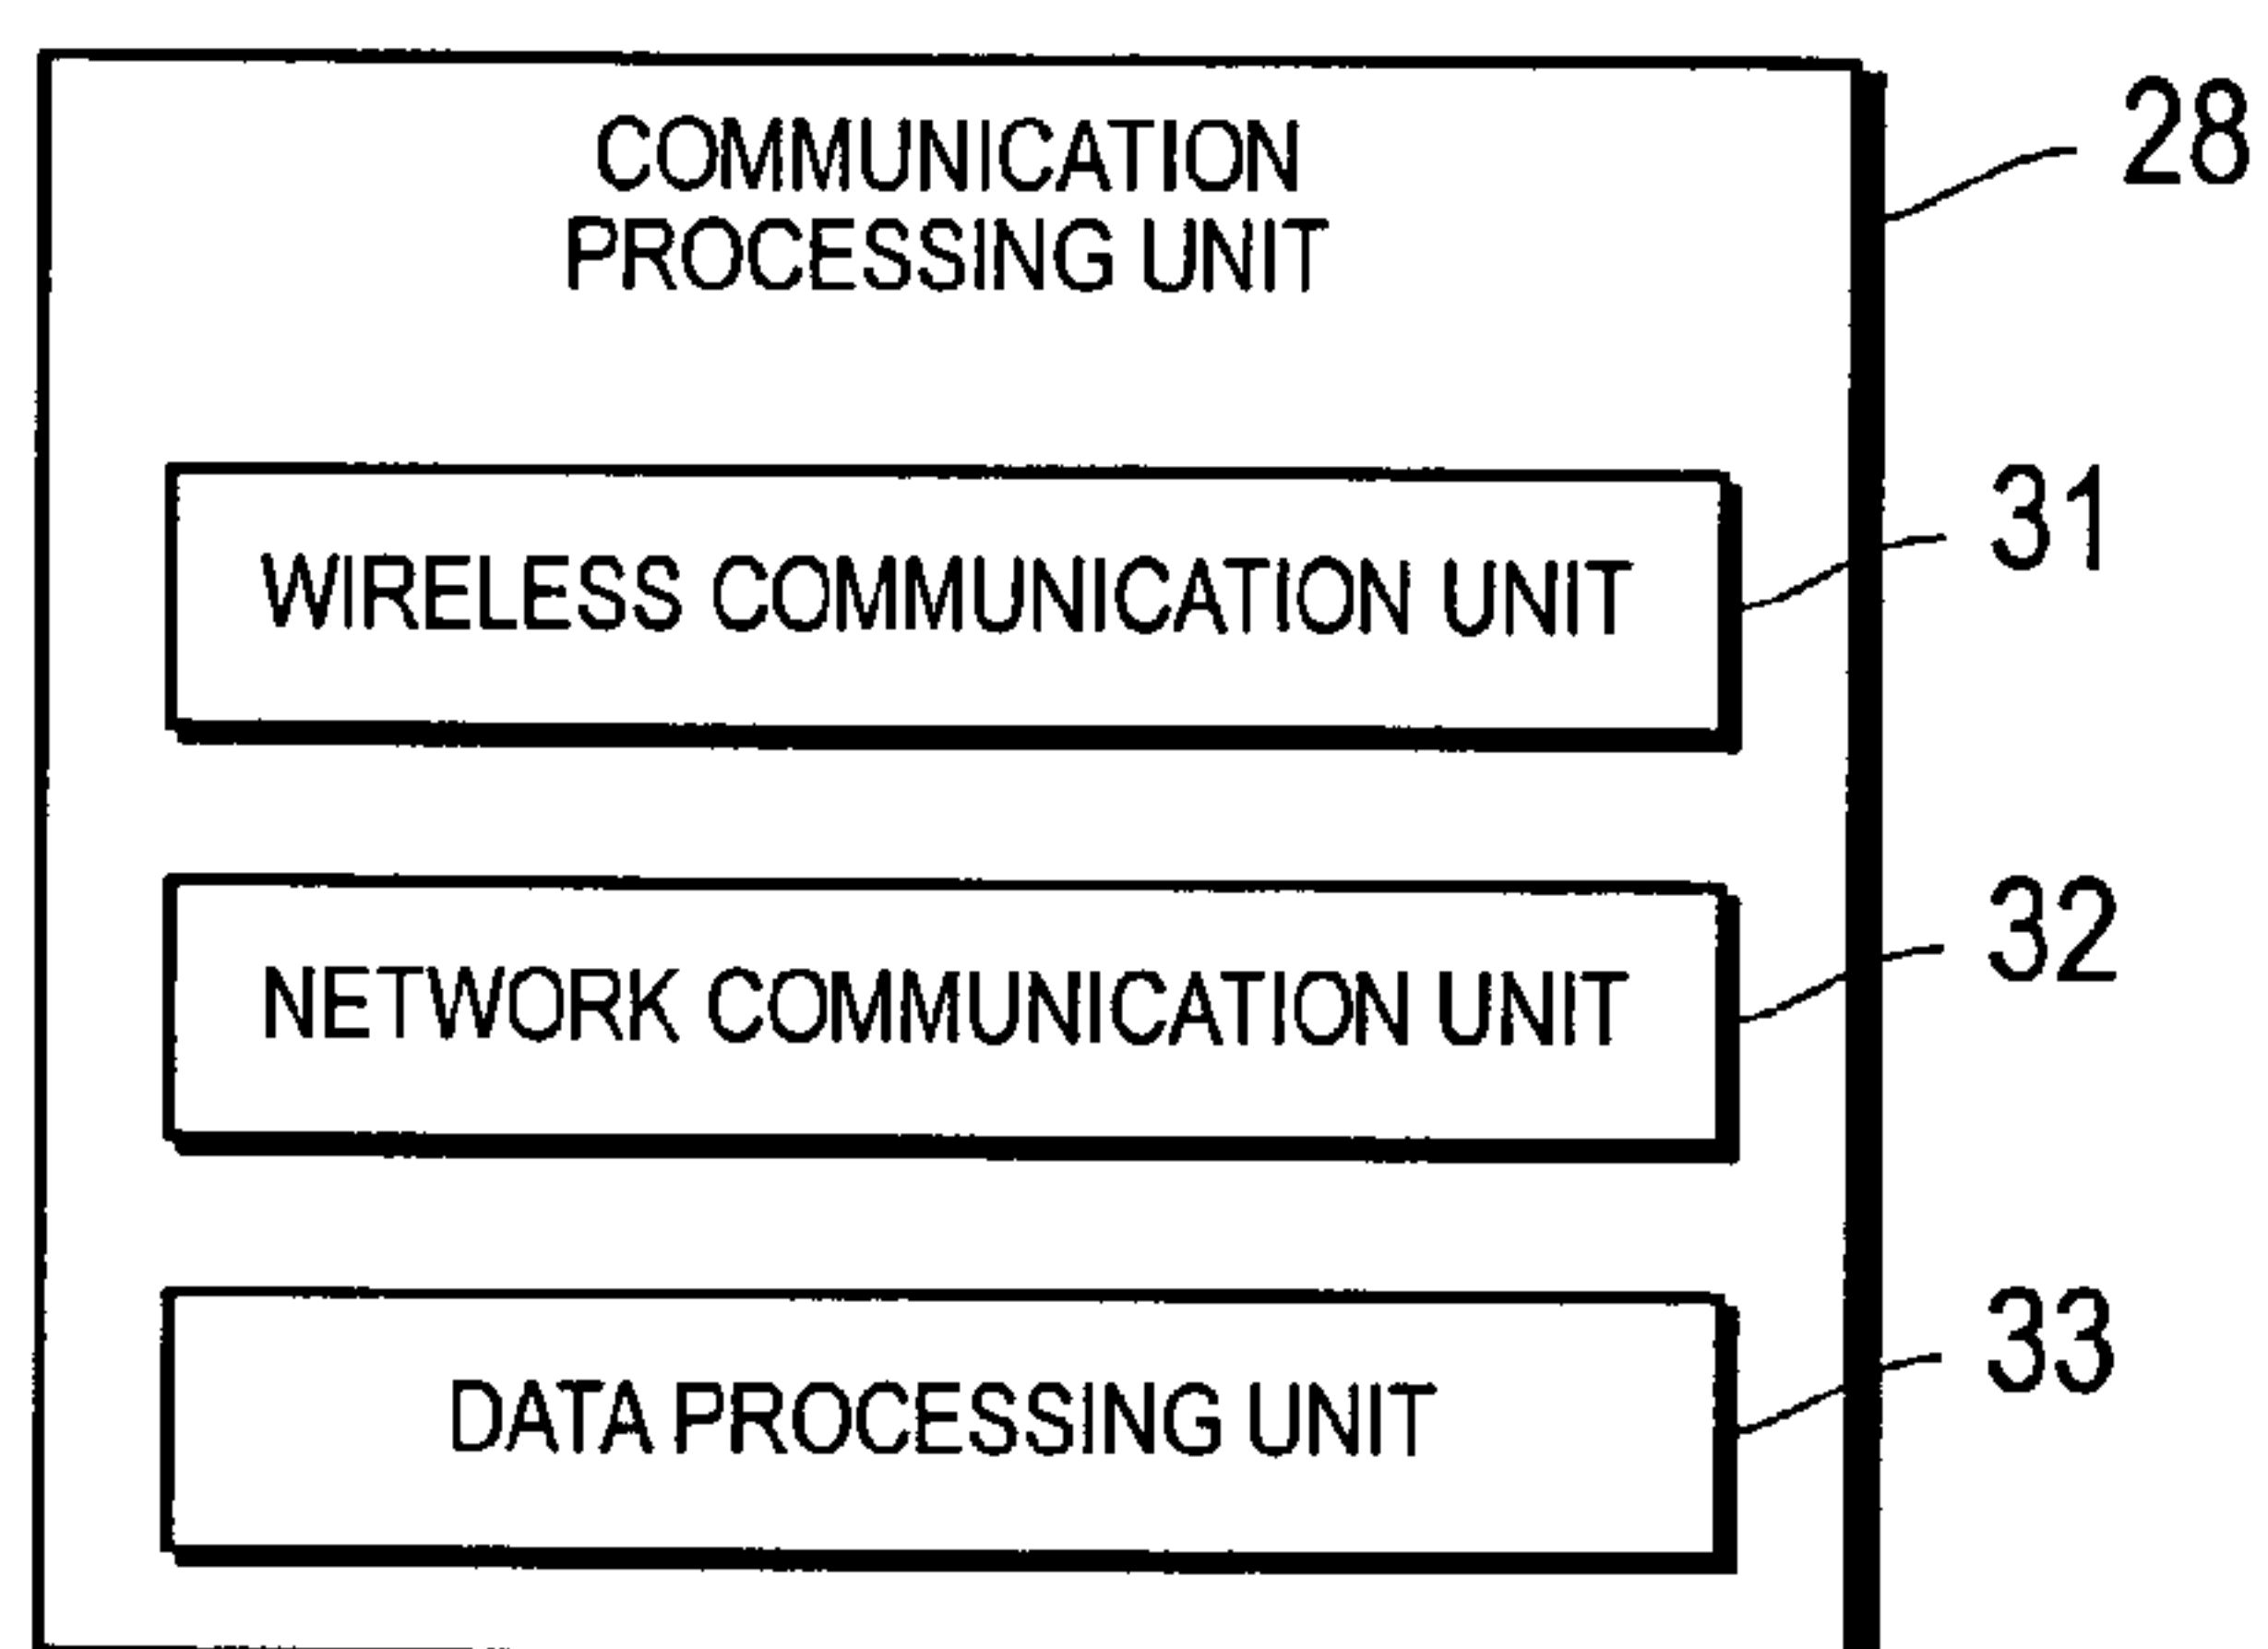 COMMUNICATION
PROCESSING UNIT
28
WIRELESS COMMUNICATION UNIT
31
NETWORK COMMUNICATION UNIT
32
DATA PROCESSING UNIT
33